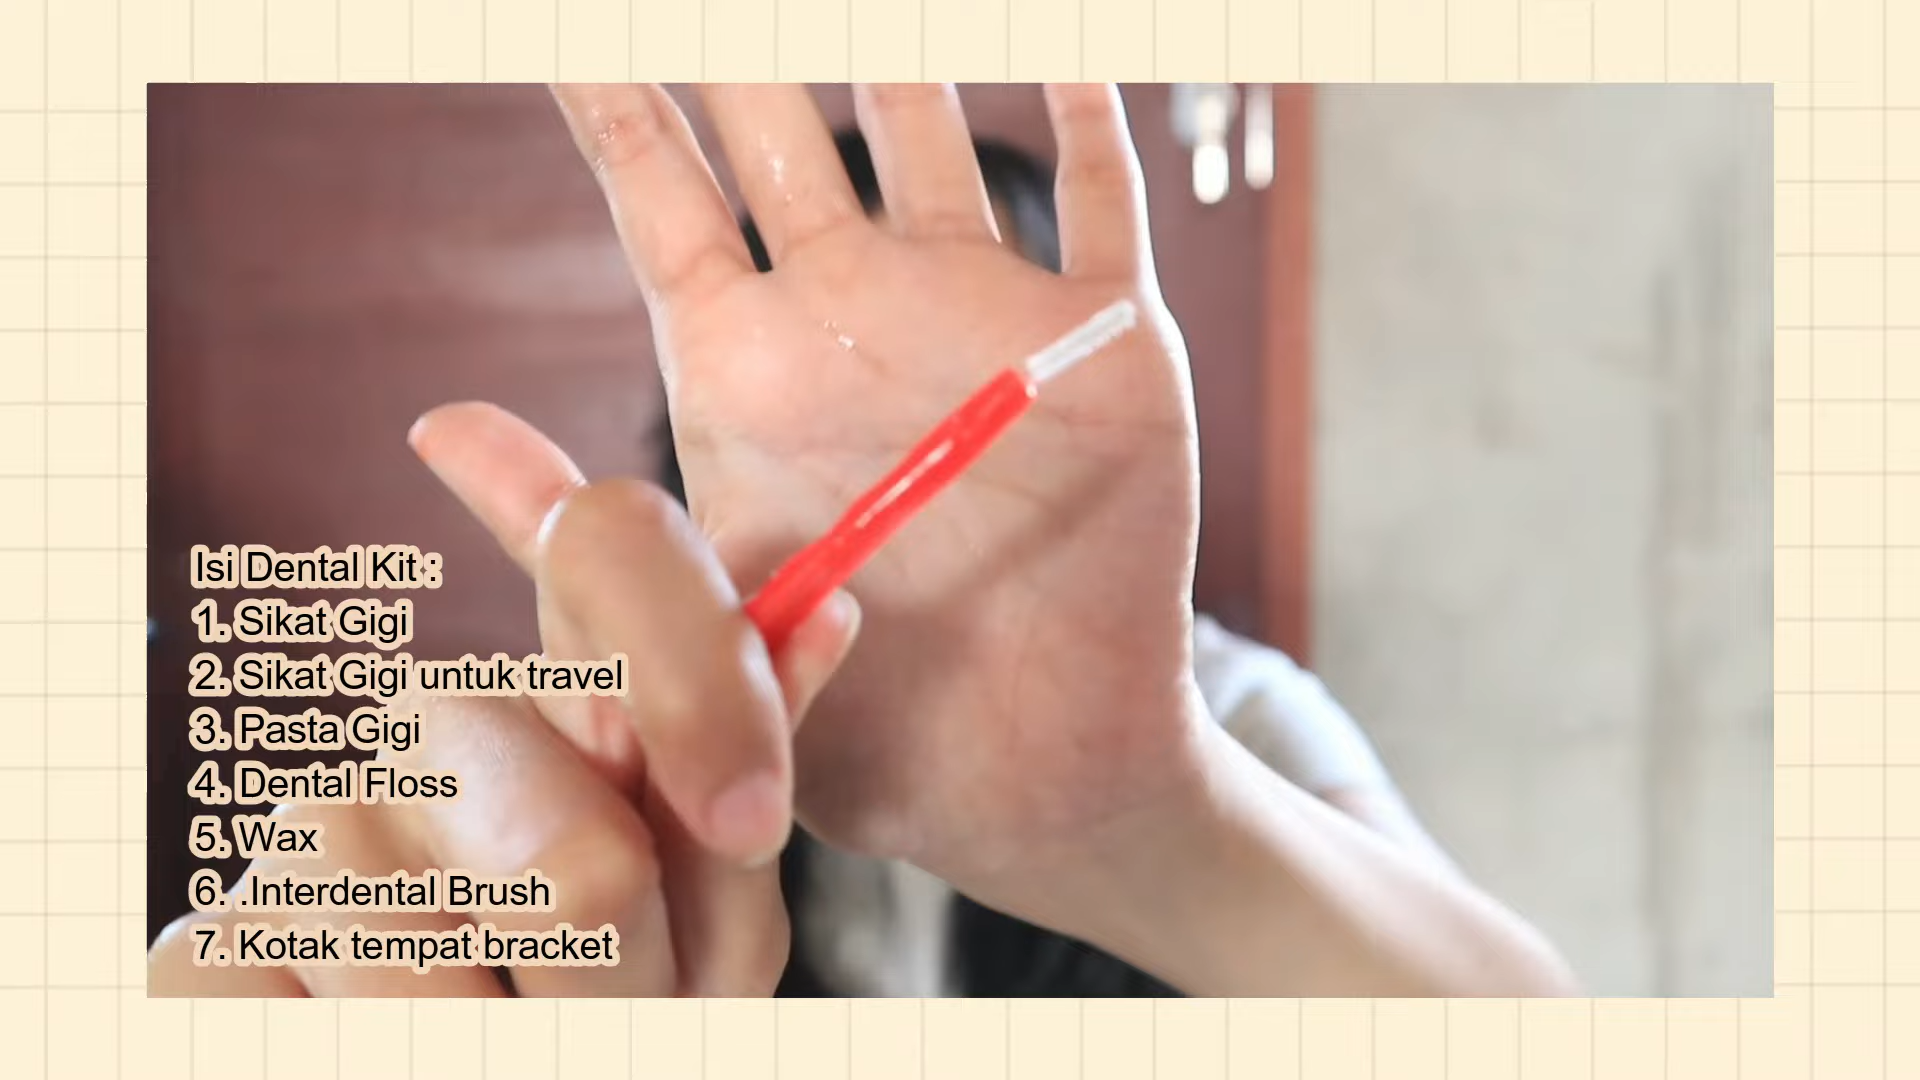 Isi Dental Kit :
1. Sikat Gigi
2. Sikat Gigi untuk travel
3. Pasta Gigi
4. Dental Floss
5. Wax
6. .Interdental Brush
7. Kotak tempat bracket